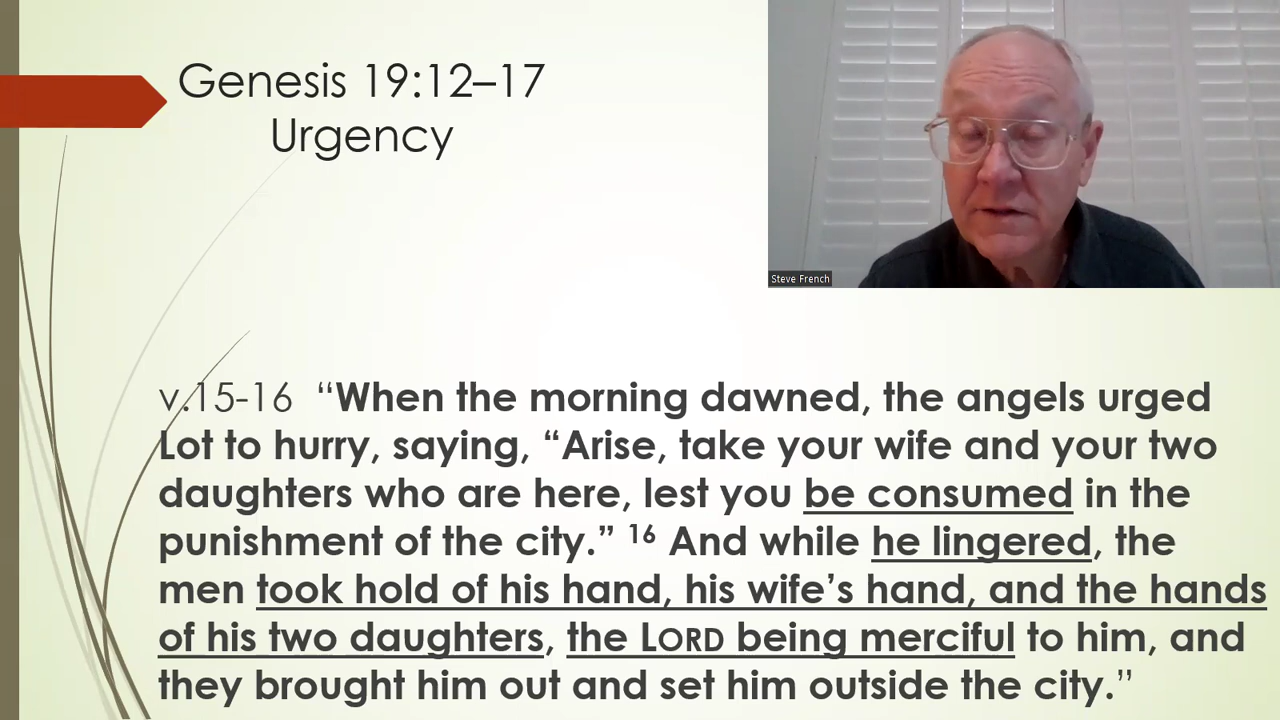 Genesis 19:12–17
Urgency
Steve French
v.15-16 “When the morning dawned, the angels urged
Lot to hurry, saying, “Arise, take your wife and your two
daughters who are here, lest you be consumed in the
punishment of the city.” ¹⁶ And while he lingered, the
men took hold of his hand, his wife’s hand, and the hands
of his two daughters, the LORD being merciful to him, and
they brought him out and set him outside the city.”